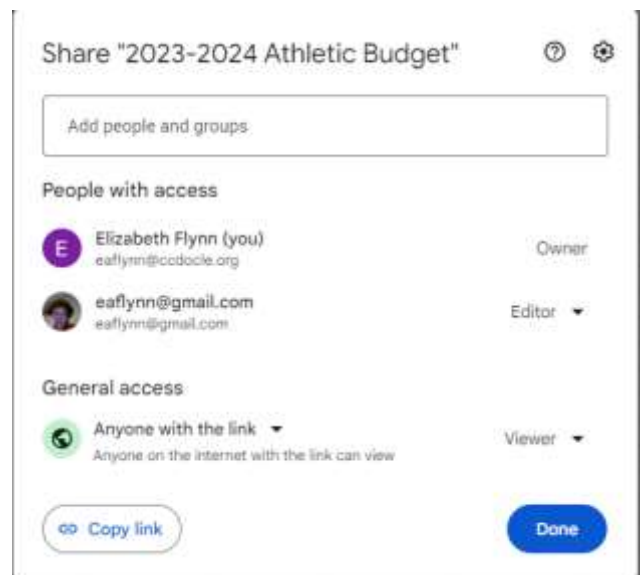 Share "2023-2024 Athletic Budget"
Add people and groups
People with access
E
Elizabeth Flynn (you)
eaflynn@ccdocle.org
Owner
eaflynn@gmail.com
eaflynn@gmail.com
Editor
General access
Anyone with the link
Anyone on the internet with the link can view
Viewer
Copy link
Done